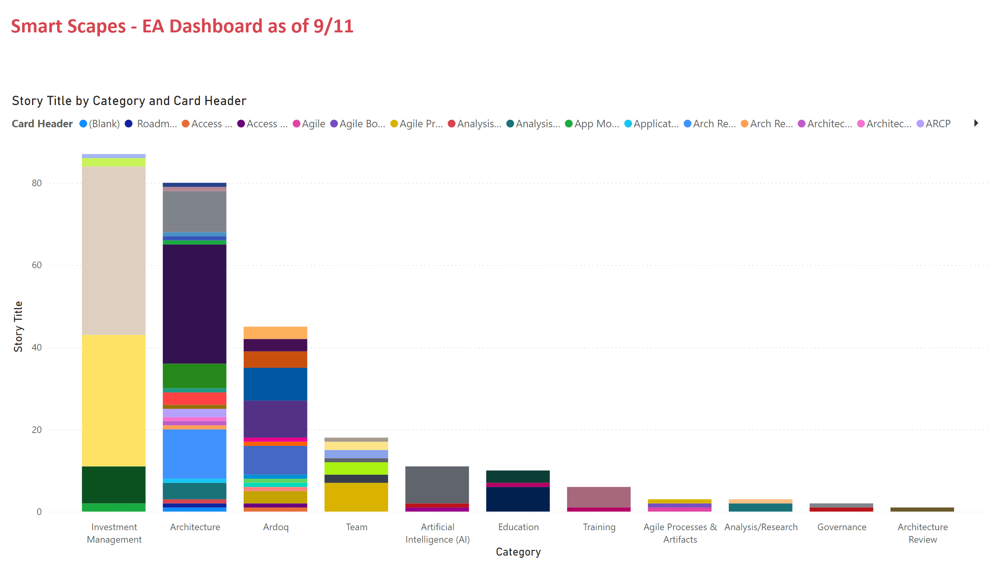 Smart Scapes - EA Dashboard as of 9/11
Story Title by Category and Card Header
Card Header (Blank) Roadm... Access ... Access ... Agile Agile Bo... Agile Pr... Analysis... Analysis... App Mo... Applicat... Arch Re... Arch Re... Architec... Architec... ARCP
80
60
40
20
0
Story Title
Investment
Management
Architecture
Ardoq
Team
Artificial
Intelligence (AI)
Education
Training
Agile Processes &
Artifacts
Analysis/Research
Governance
Architecture
Review
Category